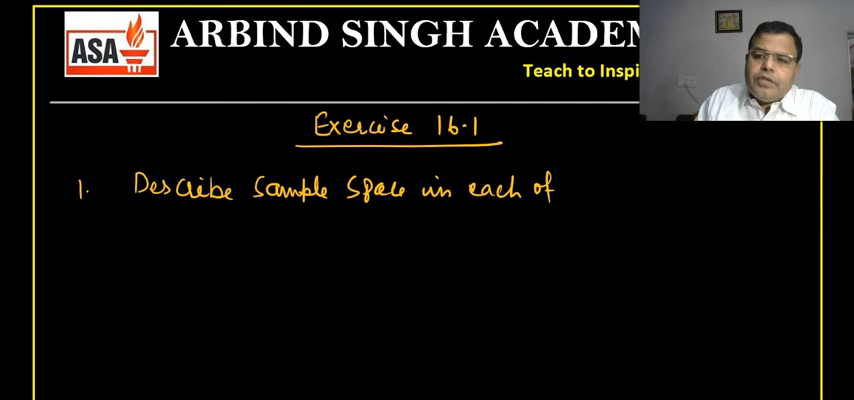 ASA
ARBIND SINGH ACADEM
Teach to Inspi
Exercise 16.1
1. Describe Sample Space in each of